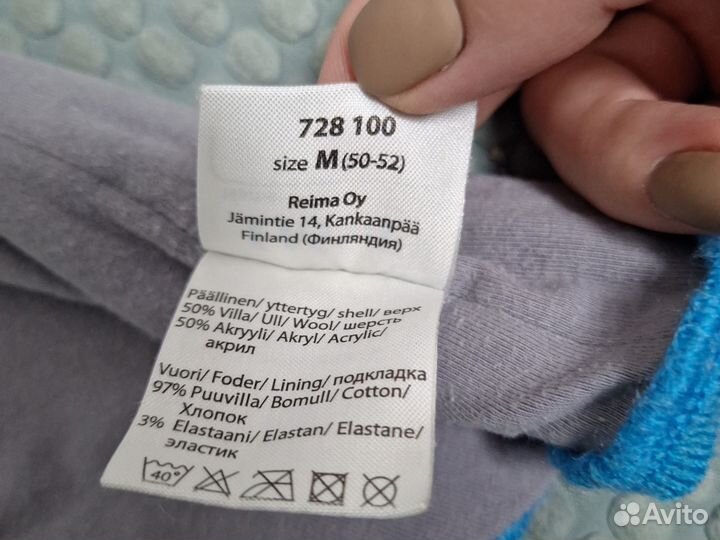 728 100
size M (50-52)
Reima Oy
Jämintie 14, Kankaanpää
Finland (Финляндия)
Päällinen/ yttertyg/ shell/ верх
50% Villa/ Ull/ Wool/ шерсть
50% Akryyli/ Akryl/ Acrylic/
акрил
Vuori/ Foder/ Lining/ подкладка
97% Puuvilla/ Bomull/ Cotton/
Хлопок
3% Elastaani/ Elastan/ Elastane/
эластик
40°
Avito